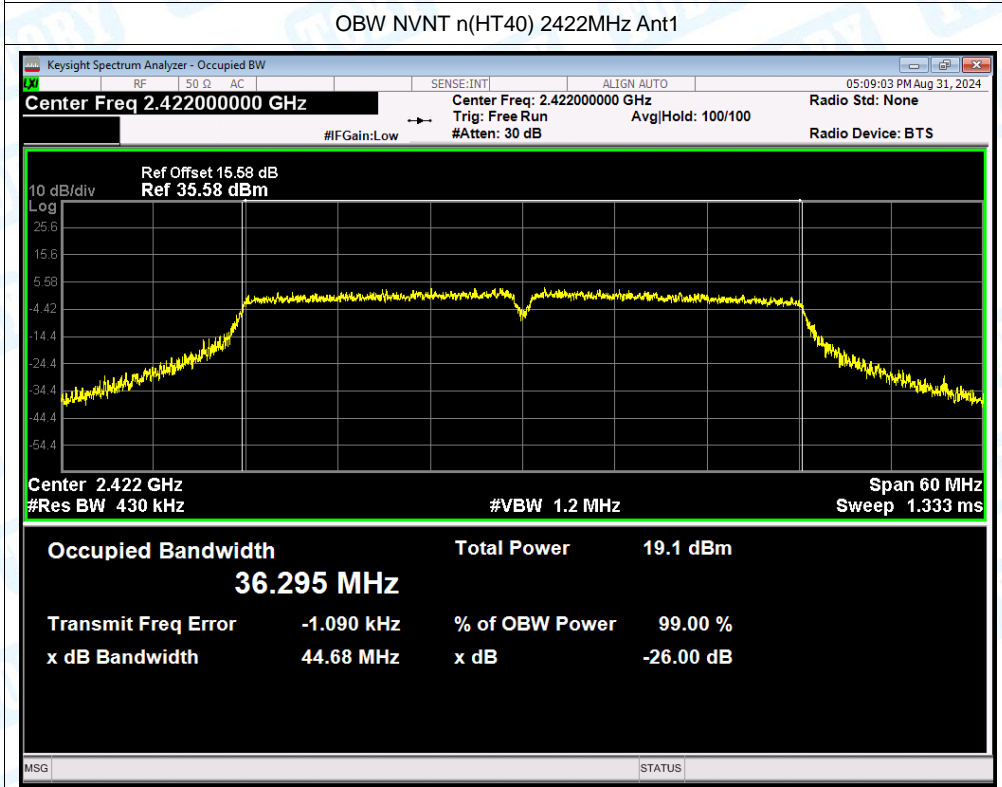 OBW NVNT n(HT40) 2422MHz Ant1
Keysight Spectrum Analyzer - Occupied BW
LXI RF 50 Ω AC SENSE:INT ALIGN AUTO 05:09:03 PM Aug 31, 2024
Center Freq 2.422000000 GHz Center Freq: 2.422000000 GHz Radio Std: None
Trig: Free Run Avg|Hold: 100/100
#IFGain:Low #Atten: 30 dB Radio Device: BTS
Ref Offset 15.58 dB
10 dB/div Ref 35.58 dBm
Log
25.6
15.6
5.58
-4.42
-14.4
-24.4
-34.4
-44.4
-54.4
Center 2.422 GHz Span 60 MHz
#Res BW 430 kHz #VBW 1.2 MHz Sweep 1.333 ms
Occupied Bandwidth Total Power 19.1 dBm
36.295 MHz
Transmit Freq Error -1.090 kHz % of OBW Power 99.00 %
x dB Bandwidth 44.68 MHz x dB -26.00 dB
MSG STATUS